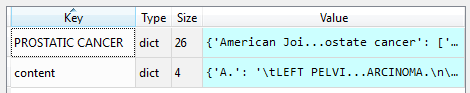 Key Type Size Value
PROSTATIC CANCER dict 26 {'American Joi...ostate cancer': ['...
content dict 4 {'A.': '\tLEFT PELVI...ARCINOMA.\n\...